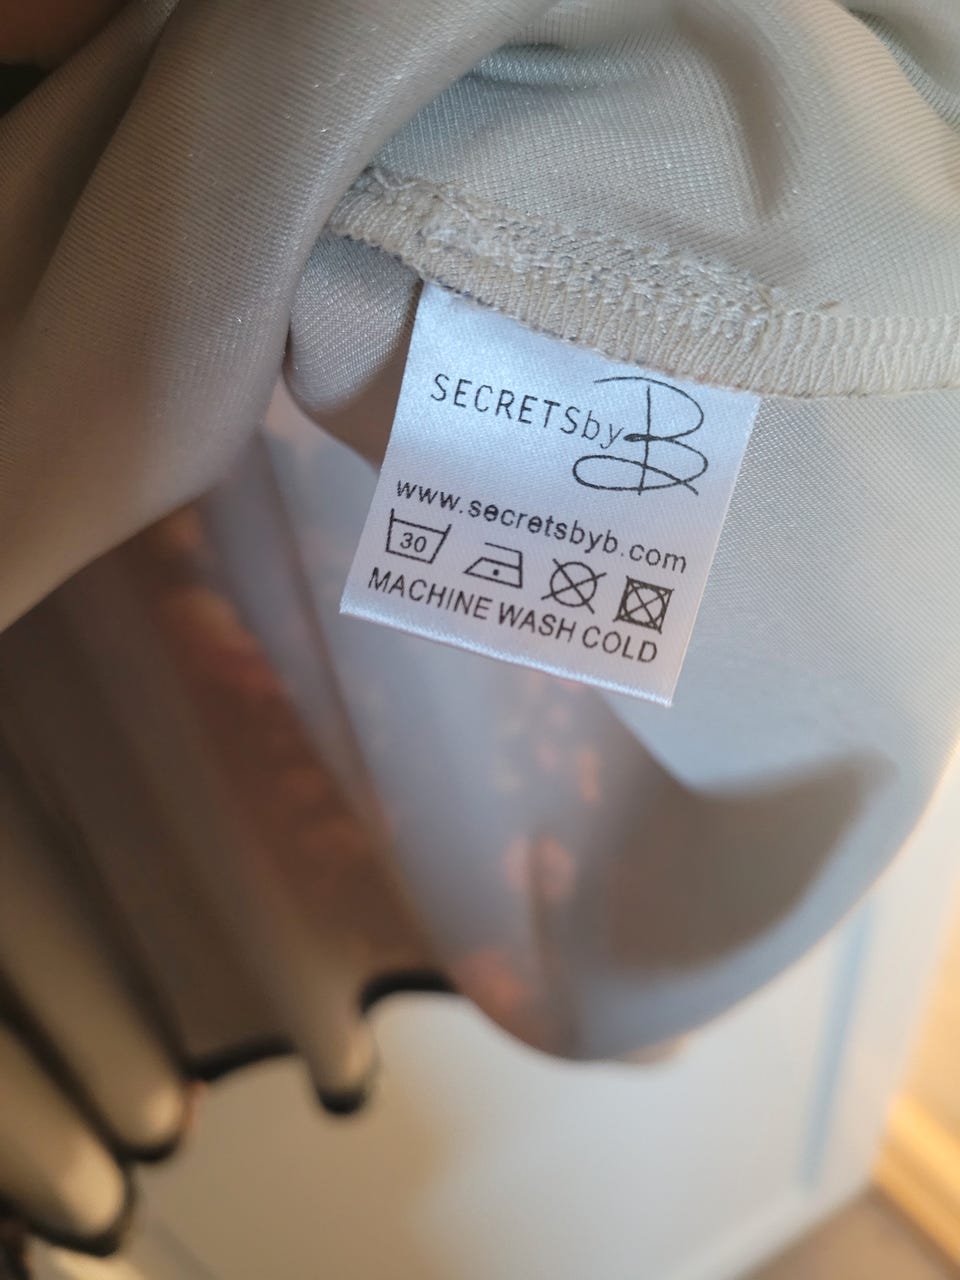 SECRETSbyB
www.secretsbyb.com
30
MACHINE WASH COLD